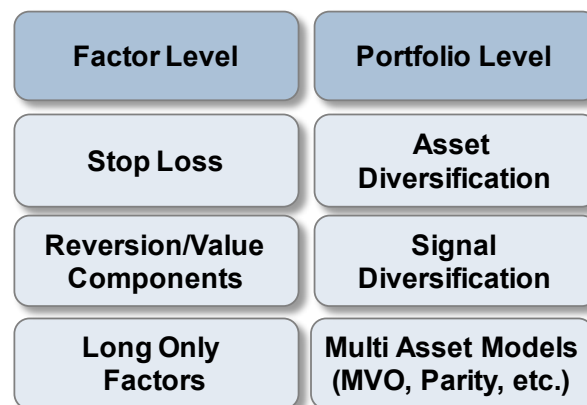 Factor Level
Portfolio Level
Stop Loss
Asset
Diversification
Reversion/Value
Components
Signal
Diversification
Long Only
Factors
Multi Asset Models
(MVO, Parity, etc.)